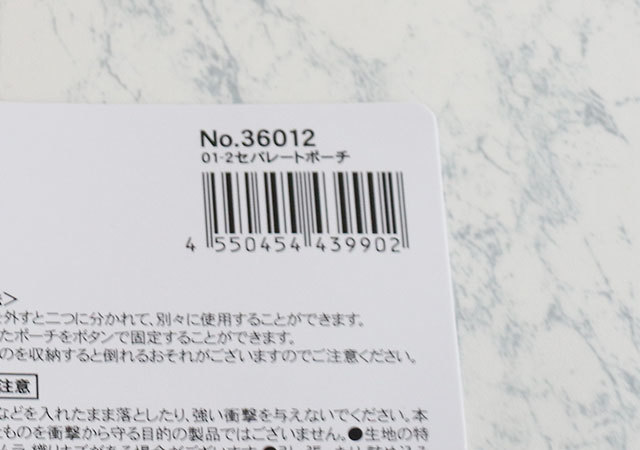 No.36012
01-2セパレートポーチ
4 550454 439902
>
外すと二つに分かれて、別々に使用することができます。
たポーチをボタンで固定することができます。
のを収納すると倒れるおそれがございますのでご注意ください。
注意
などを入れたまま落としたり、強い衝撃を与えないでください。本
ものを衝撃から守る目的の製品ではございません。●生地の特